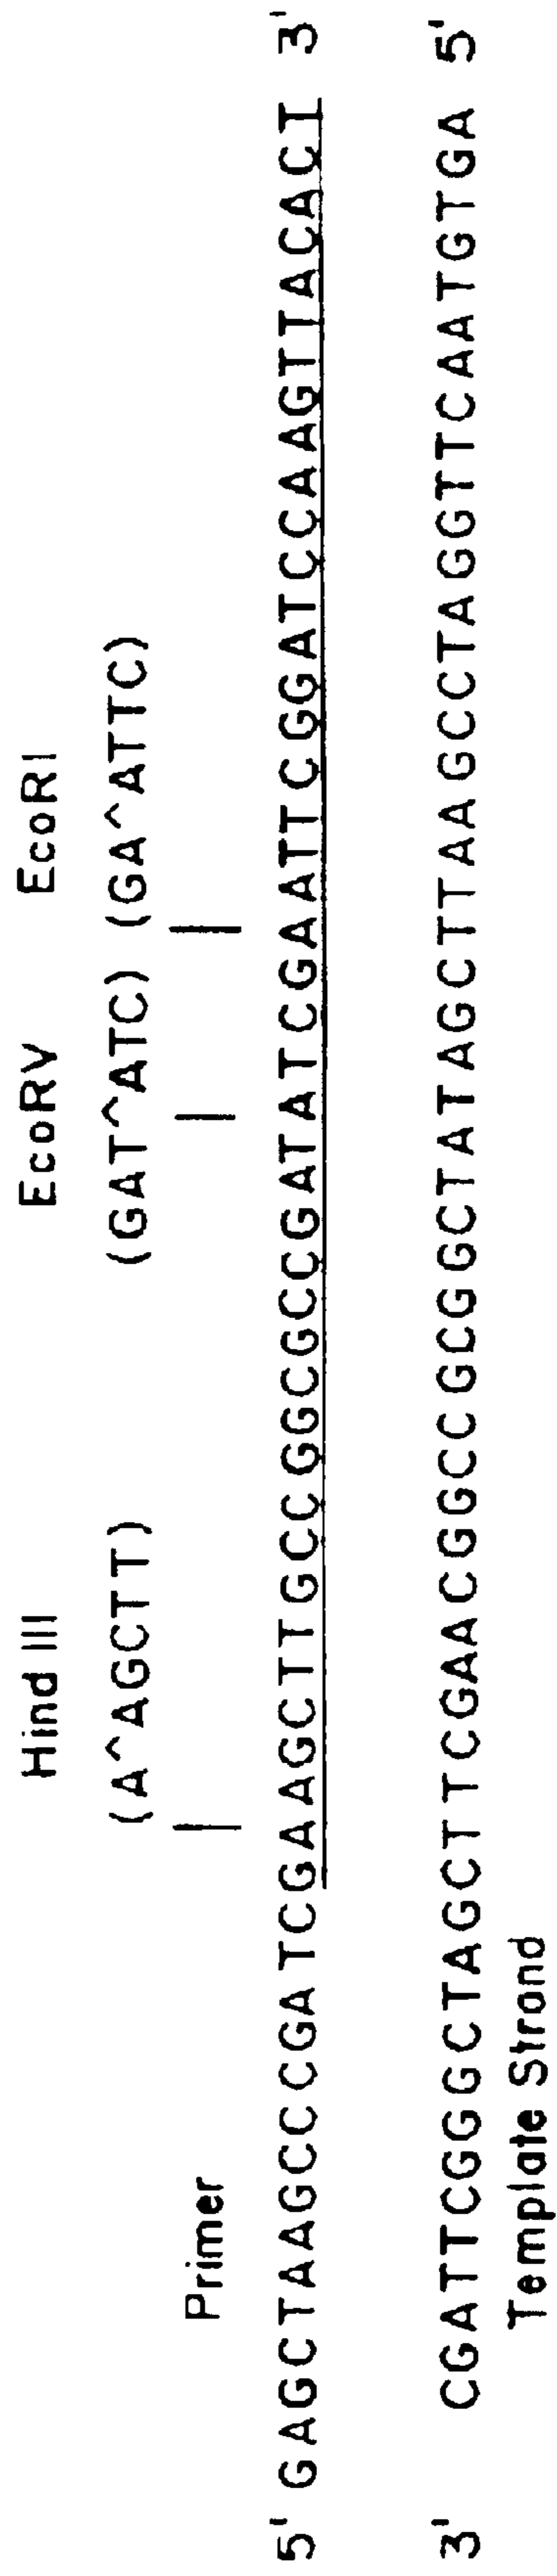 Hind III EcoRV EcoRI
(A^AGCTT) (GAT^ATC) (GA^ATTC)
Primer
5' GAGCTAAGCCCGATCGAAGCTTGCCGGCGCCGATATCGAATTCGGATCCAAGTTACACT 3'
3' CGATTCGGGCTAGCTTCGAACGGCCGCGGCTATAGCTTAAGCCTAGGTTCAATGTGA 5'
Template Strand